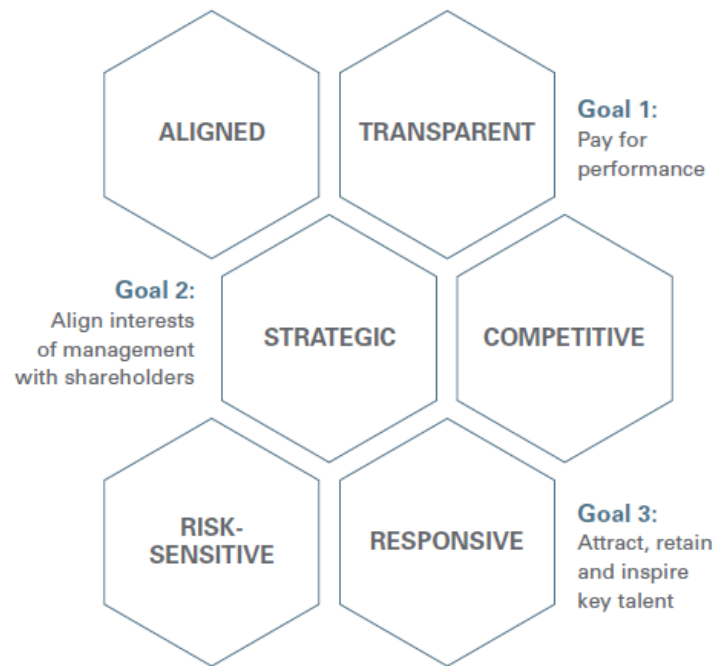 ALIGNED
TRANSPARENT
Goal 1:
Pay for
performance
Goal 2:
Align interests
of management
with shareholders
STRATEGIC
COMPETITIVE
RISK-
SENSITIVE
RESPONSIVE
Goal 3:
Attract, retain
and inspire
key talent